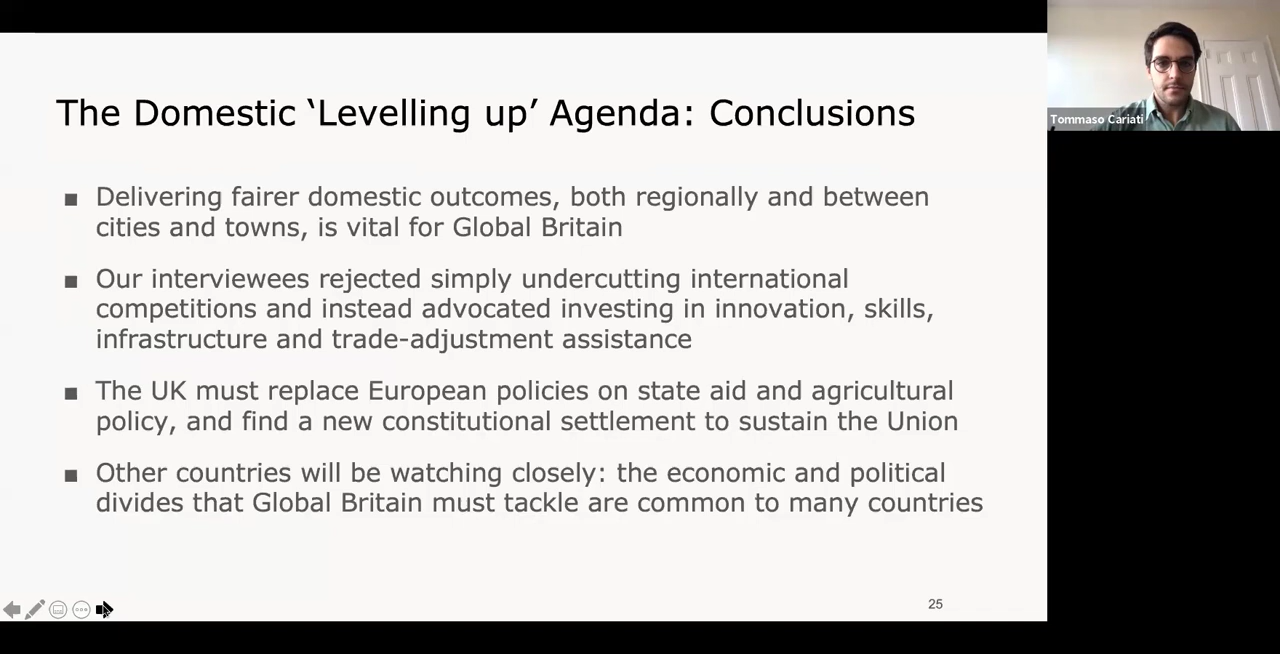 The Domestic ‘Levelling up’ Agenda: Conclusions
Delivering fairer domestic outcomes, both regionally and between
cities and towns, is vital for Global Britain
Our interviewees rejected simply undercutting international
competitions and instead advocated investing in innovation, skills,
infrastructure and trade-adjustment assistance
The UK must replace European policies on state aid and agricultural
policy, and find a new constitutional settlement to sustain the Union
Other countries will be watching closely: the economic and political
divides that Global Britain must tackle are common to many countries
25
Tommaso Cariati